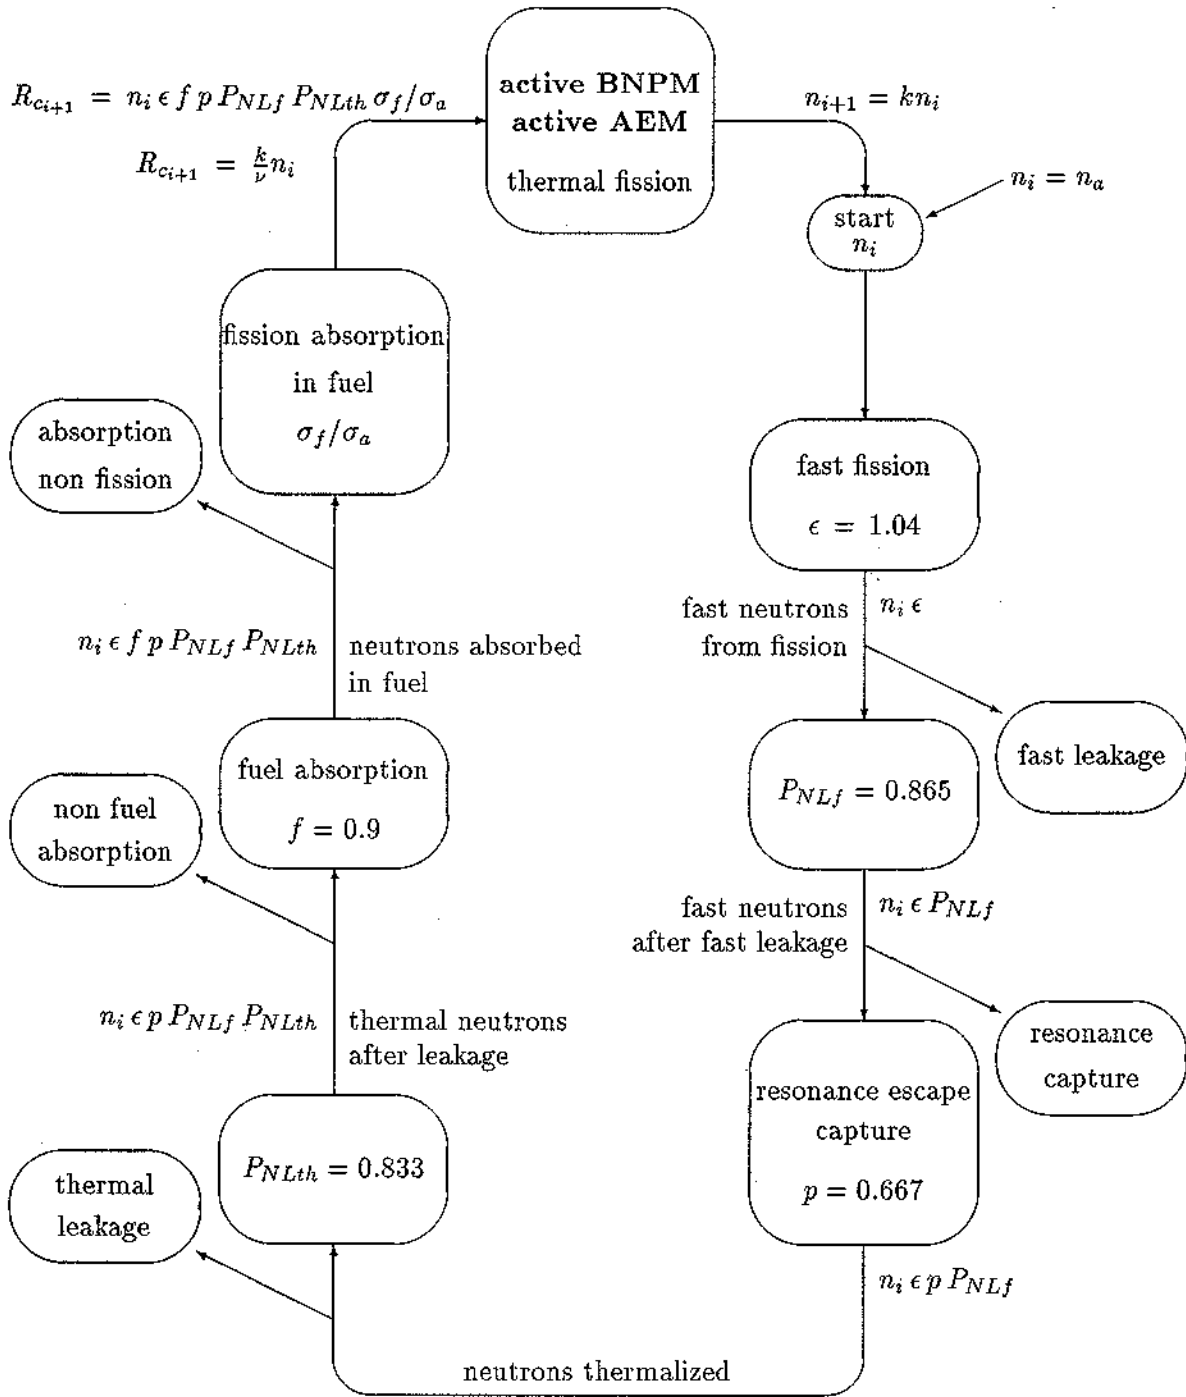 active BNPM
active AEM
thermal fission
R_{c_{i+1}} = n_i ϵ f p P_{NLf} P_{NLth} σ_f/σ_a
R_{c_{i+1}} = \frac{k}{ν} n_i
n_{i+1} = kn_i
n_i = n_a
start
n_i
fast fission
ϵ = 1.04
fast neutrons
from fission
n_i ϵ
fast leakage
P_{NLf} = 0.865
fast neutrons
after fast leakage
n_i ϵ P_{NLf}
resonance
capture
resonance escape
capture
p = 0.667
n_i ϵ p P_{NLf}
neutrons thermalized
thermal
leakage
P_{NLth} = 0.833
n_i ϵ p P_{NLf} P_{NLth}
thermal neutrons
after leakage
non fuel
absorption
fuel absorption
f = 0.9
n_i ϵ f p P_{NLf} P_{NLth}
neutrons absorbed
in fuel
absorption
non fission
fission absorption
in fuel
σ_f/σ_a